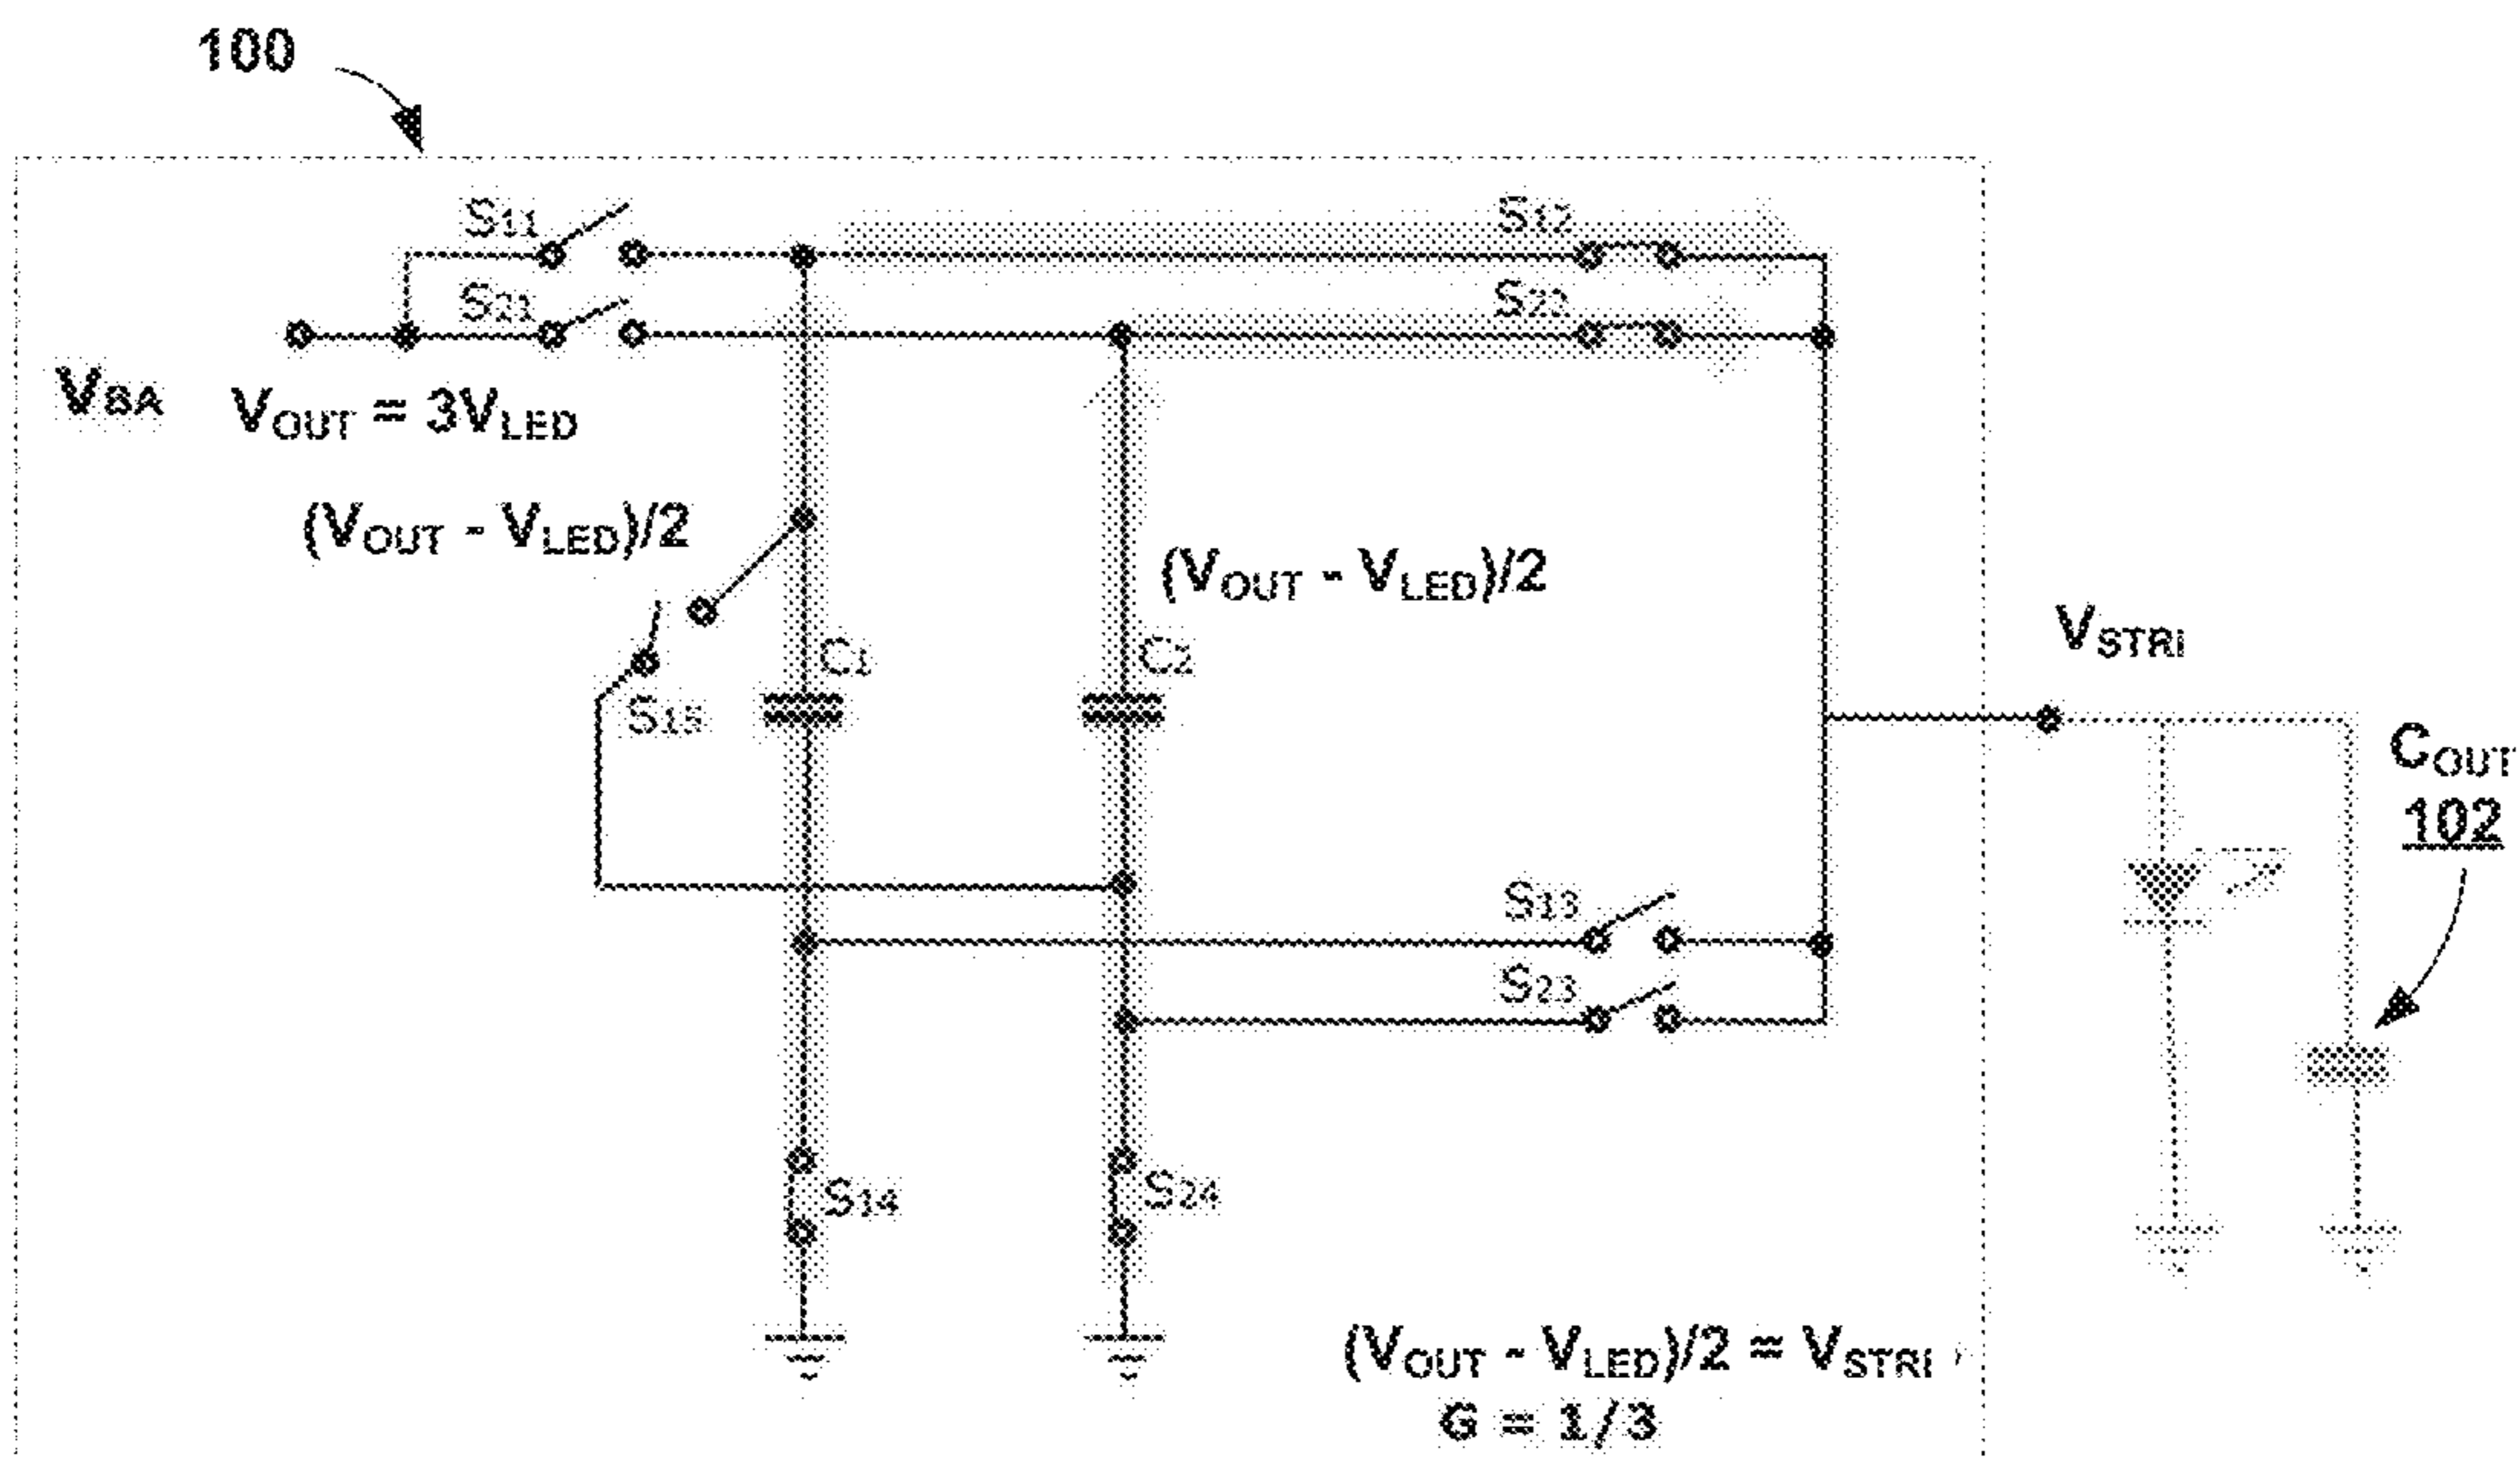 100
S11
S12
S21
S22
VBA
VOUT = 3VLED
(VOUT - VLED)/2
(VOUT - VLED)/2
VSTRI
C1
C2
S15
COUT
102
S13
S23
S14
S24
(VOUT - VLED)/2 = VSTRI
G = 1/3